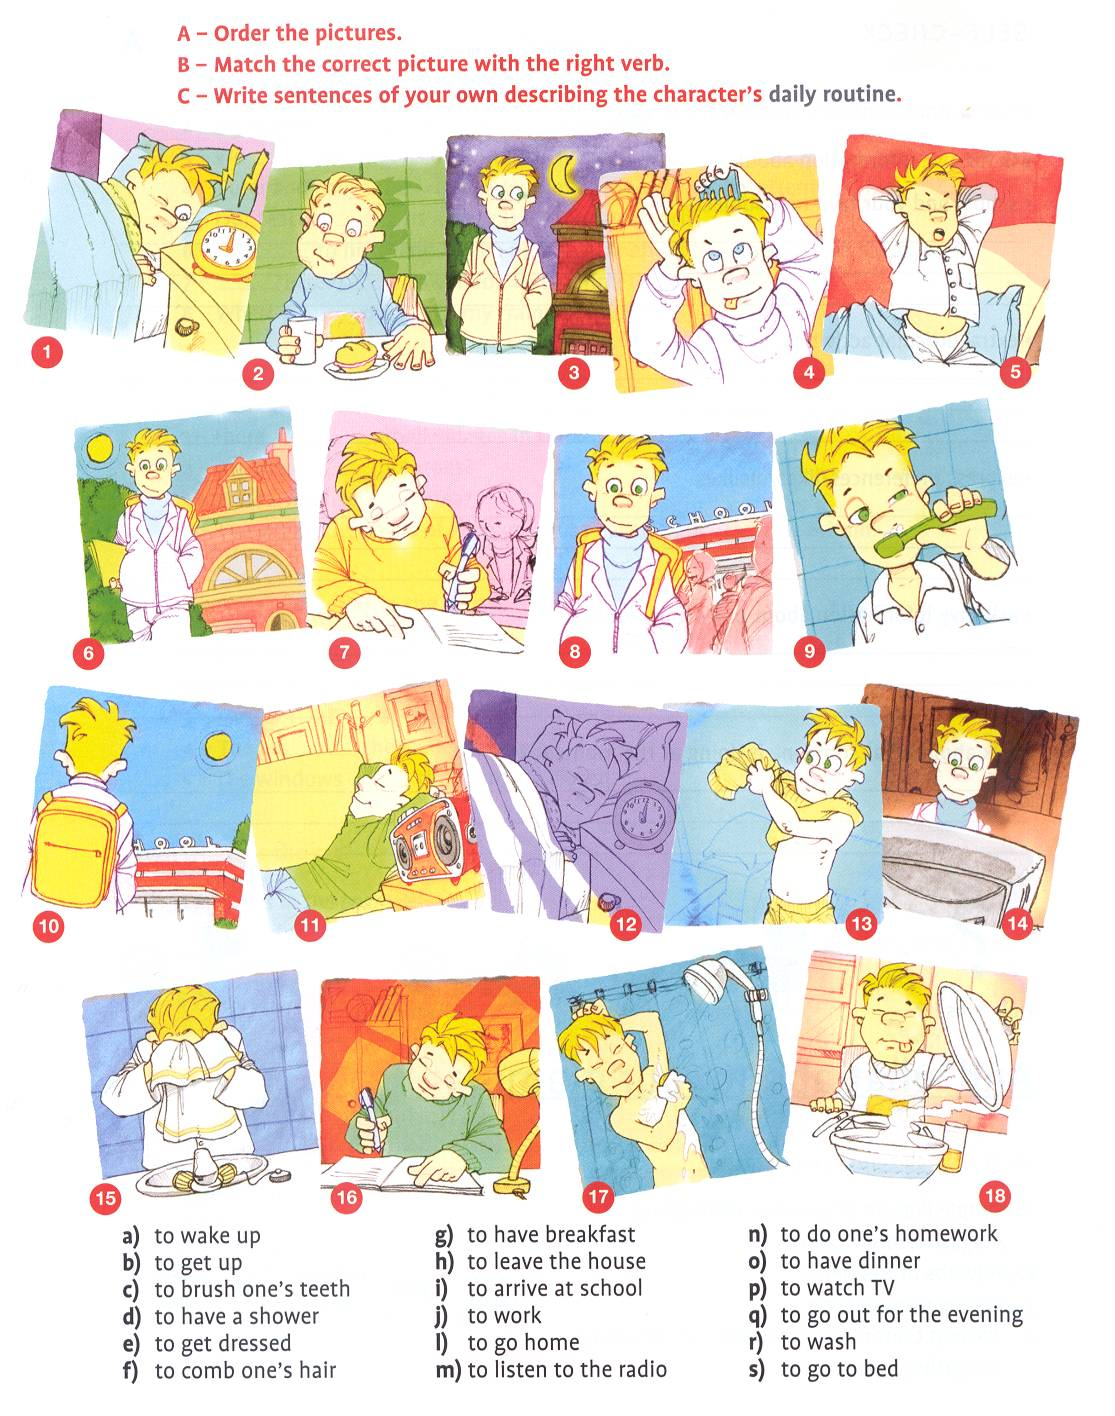 A – Order the pictures.
B – Match the correct picture with the right verb.
C – Write sentences of your own describing the character's daily routine.
1
2
3
4
5
SCHOOL
6
7
8
9
OOL
10
11
12
13
14
15
16
17
18
a) to wake up
b) to get up
c) to brush one's teeth
d) to have a shower
e) to get dressed
f) to comb one's hair
g) to have breakfast
h) to leave the house
i) to arrive at school
j) to work
l) to go home
m) to listen to the radio
n) to do one's homework
o) to have dinner
p) to watch TV
q) to go out for the evening
r) to wash
s) to go to bed